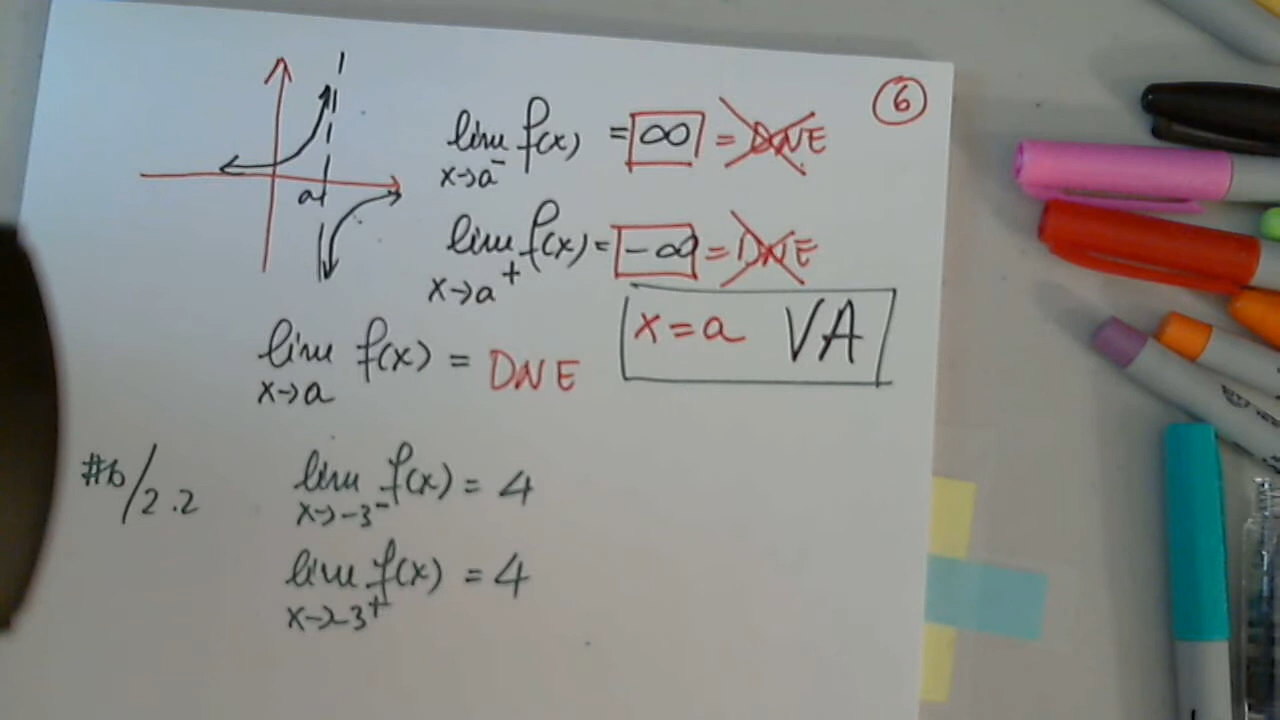 6
lim f(x) = ∞ = DNE
x→a⁻
a
lim f(x) = -∞ = DNE
x→a⁺
x = a VA
lim f(x) = DNE
x→a
#6/2.2
lim f(x) = 4
x→-3⁻
lim f(x) = 4
x→-3⁺